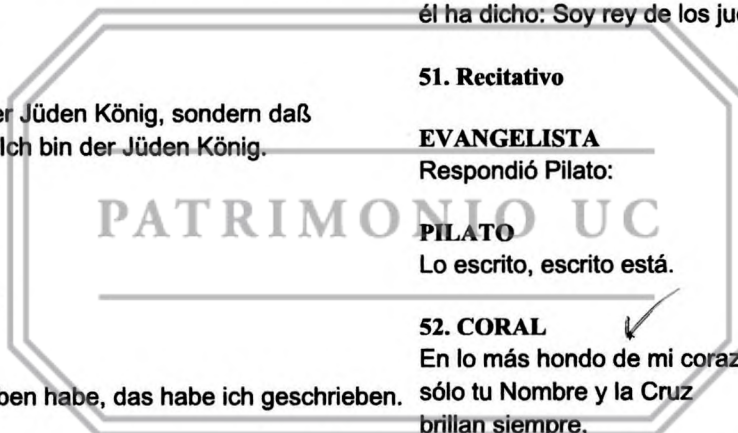 er Jüden König, sondern daß
Ich bin der Jüden König.
ben habe, das habe ich geschrieben.
él ha dicho: Soy rey de los
51. Recitativo
EVANGELISTA
Respondió Pilato:
PILATO
Lo escrito, escrito está.
52. CORAL
En lo más hondo de mi
sólo tu Nombre y la Cruz
brillan siempre.
PATRIMONIO UC